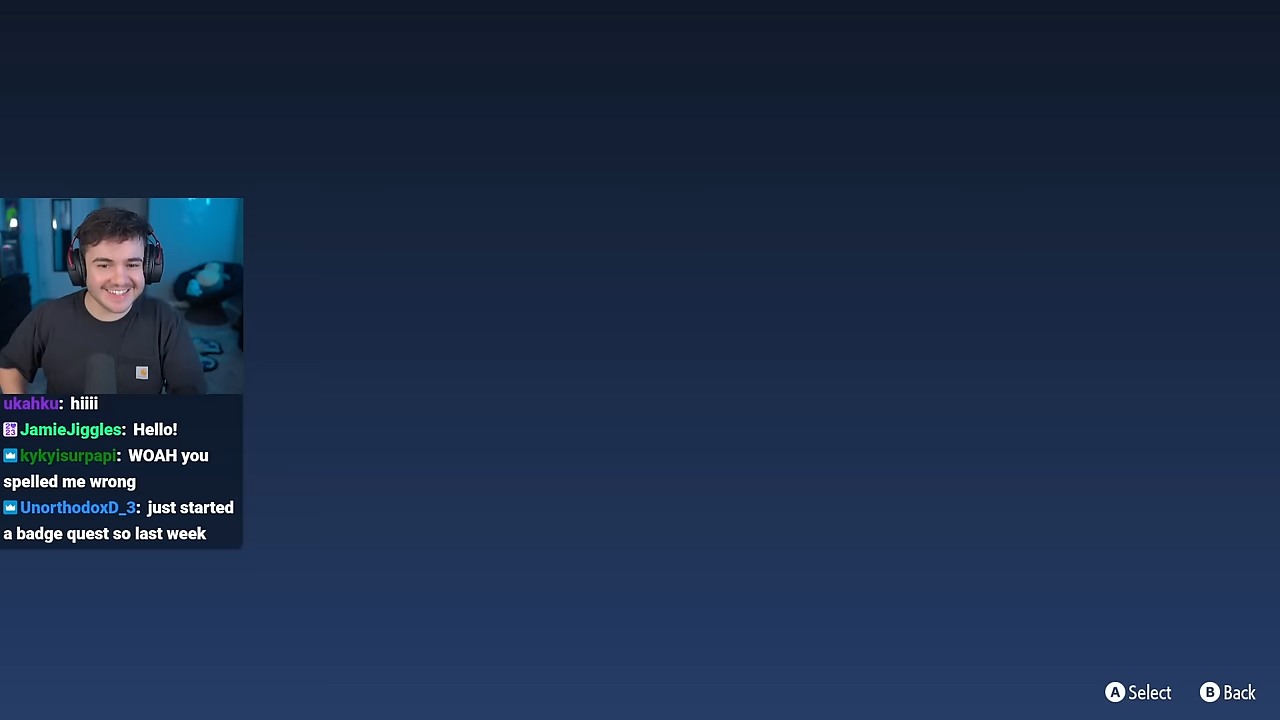 ukahku: hiiii
JamieJiggles: Hello!
kykyisurpapi: WOAH you
spelled me wrong
UnorthodoxD_3: just started
a badge quest so last week
A Select B Back